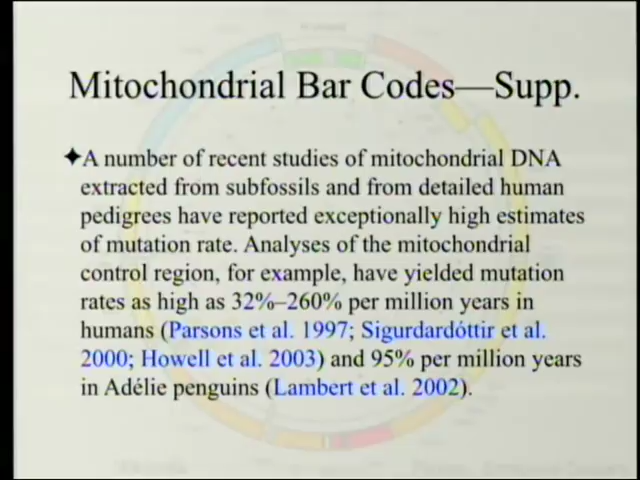 Mitochondrial Bar Codes—Supp.
✦A number of recent studies of mitochondrial DNA
extracted from subfossils and from detailed human
pedigrees have reported exceptionally high estimates
of mutation rate. Analyses of the mitochondrial
control region, for example, have yielded mutation
rates as high as 32%–260% per million years in
humans (Parsons et al. 1997; Sigurdardóttir et al.
2000; Howell et al. 2003) and 95% per million years
in Adélie penguins (Lambert et al. 2002).